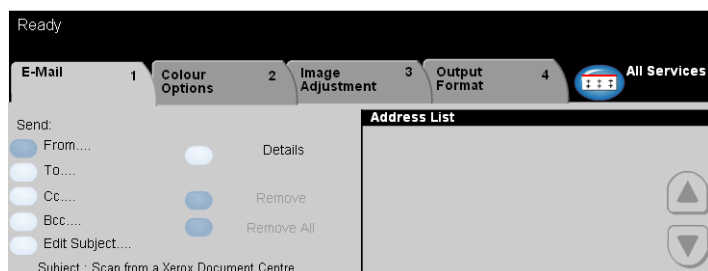 Ready
E-Mail 1
Colour Options 2
Image Adjustment 3
Output Format 4
All Services
Send:
From....
To....
Cc....
Bcc....
Edit Subject....
Subject : Scan from a Xerox Document Centre
Details
Remove
Remove All
Address List